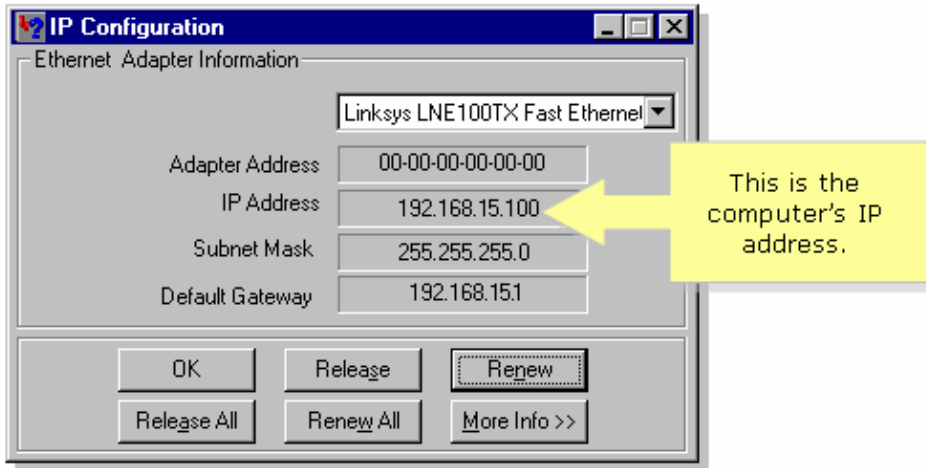 IP Configuration
Ethernet Adapter Information
Linksys LNE100TX Fast Ethernet
Adapter Address 00-00-00-00-00-00
IP Address 192.168.15.100
Subnet Mask 255.255.255.0
Default Gateway 192.168.15.1
This is the
computer's IP
address.
OK Release Renew
Release All Renew All More Info >>